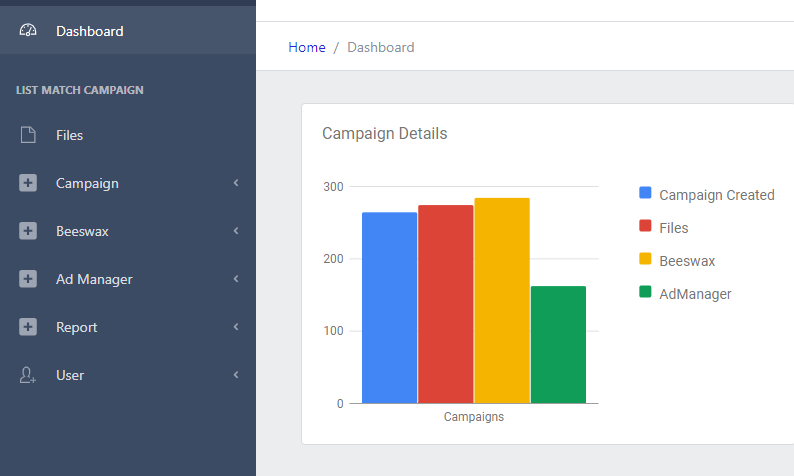 Dashboard
LIST MATCH CAMPAIGN
Files
Campaign
Beeswax
Ad Manager
Report
User
Home / Dashboard
Campaign Details
300
200
100
0
Campaigns
Campaign Created
Files
Beeswax
AdManager